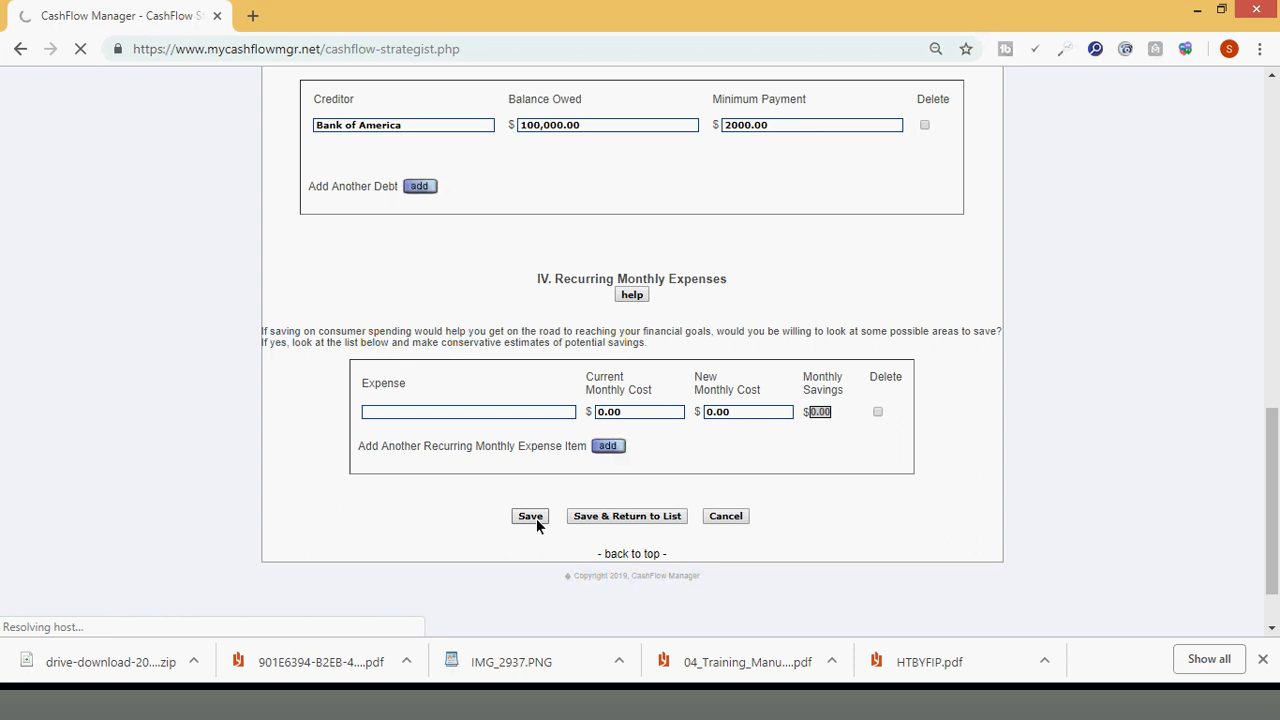 CashFlow Manager - CashFlow S
https://www.mycashflowmgr.net/cashflow-strategist.php
S
Creditor Balance Owed Minimum Payment Delete
Bank of America $ 100,000.00 $ 2000.00
Add Another Debt add
IV. Recurring Monthly Expenses
help
If saving on consumer spending would help you get on the road to reaching your financial goals, would you be willing to look at some possible areas to save?
If yes, look at the list below and make conservative estimates of potential savings.
Expense Current Monthly Cost New Monthly Cost Monthly Savings Delete
$ 0.00 $ 0.00 $0.00
Add Another Recurring Monthly Expense Item add
Save Save & Return to List Cancel
- back to top -
Copyright 2019, CashFlow Manager
Resolving host...
drive-download-20....zip 901E6394-B2EB-4....pdf IMG_2937.PNG 04_Training_Manu....pdf HTBYFIP.pdf Show all